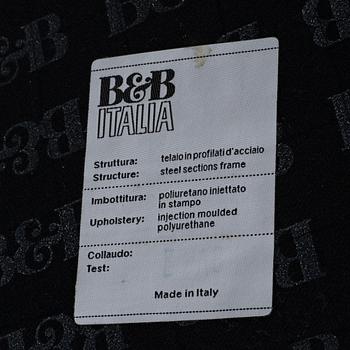 B&B
ITALIA
Struttura: telaio in profilati d'acciaio
Structure: steel sections frame
Imbottitura: poliuretano iniettato
in stampo
Upholstery: injection moulded
polyurethane
Collaudo:
Test:
Made in Italy